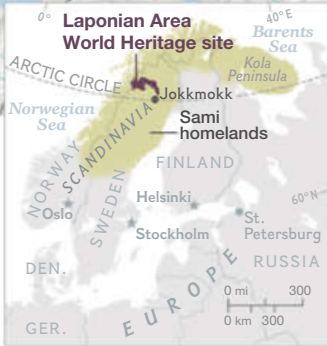 0°
40°E
Laponian Area
World Heritage site
Barents
Sea
Kola
Peninsula
ARCTIC CIRCLE
Jokkmokk
Norwegian
Sea
Sami
homelands
SCANDINAVIA
NORWAY
SWEDEN
FINLAND
Helsinki
60°N
Oslo
Stockholm
St.
Petersburg
RUSSIA
DEN.
EUROPE
0 mi 300
0 km 300
GER.